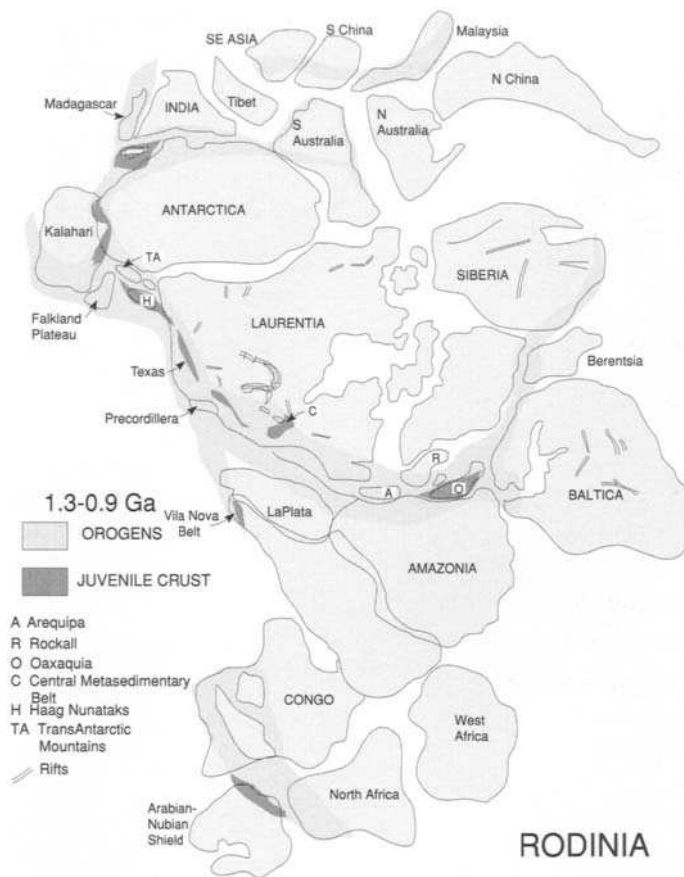 SE ASIA
S China
Malaysia
N China
Madagascar
INDIA
Tibet
S
Australia
N
Australia
ANTARCTICA
Kalahari
TA
SIBERIA
H
LAURENTIA
Falkland
Plateau
Texas
Berentsia
Precordillera
C
R
A
O
BALTICA
1.3-0.9 Ga
Vila Nova
Belt
LaPlata
OROGENS
AMAZONIA
JUVENILE CRUST
A Arequipa
R Rockall
O Oaxaquia
C Central Metasedimentary
Belt
H Haag Nunataks
TA TransAntarctic
Mountains
Rifts
CONGO
West
Africa
North Africa
Arabian-
Nubian
Shield
RODINIA